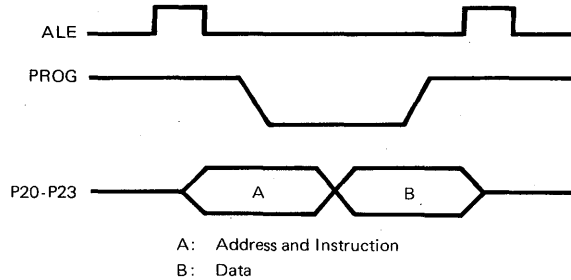 ALE
PROG
P20-P23
A
B
A: Address and Instruction
B: Data